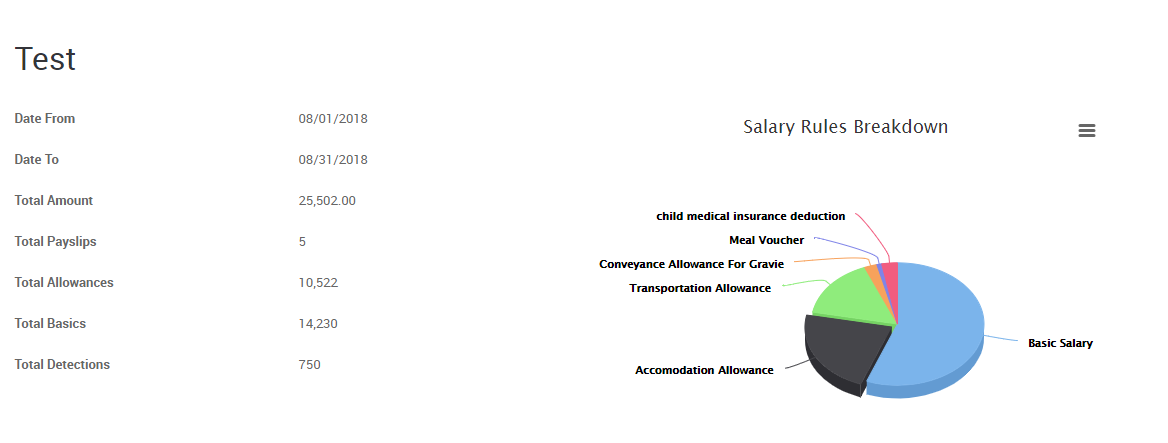 Test
Date From 08/01/2018
Date To 08/31/2018
Total Amount 25,502.00
Total Payslips 5
Total Allowances 10,522
Total Basics 14,230
Total Detections 750
Salary Rules Breakdown
child medical insurance deduction
Meal Voucher
Conveyance Allowance For Gravie
Transportation Allowance
Basic Salary
Accomodation Allowance